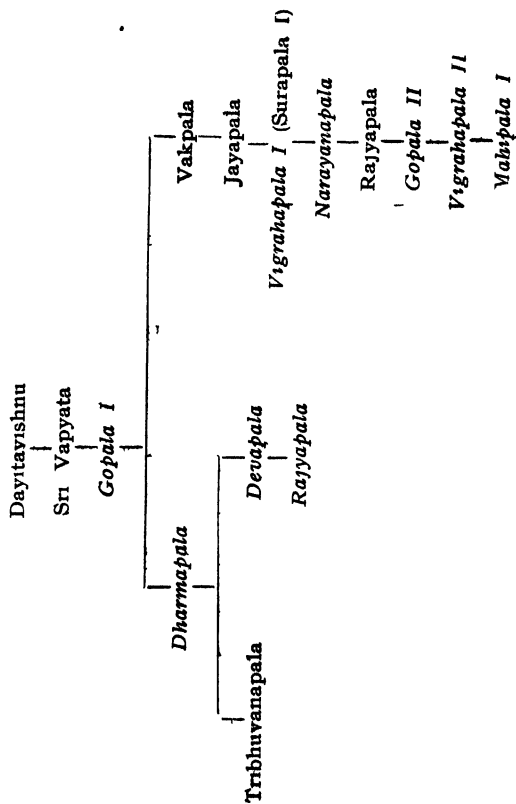 Dayitavishnu
Sri Vapyata
Gopala I
Dharmapala Vakpala
Tribhuvanapala Devapala Jayapala
Rajyapala Vigrahapala I (Surapala I)
Narayanapala
Rajyapala
Gopala II
Vigrahapala II
Mahipala I